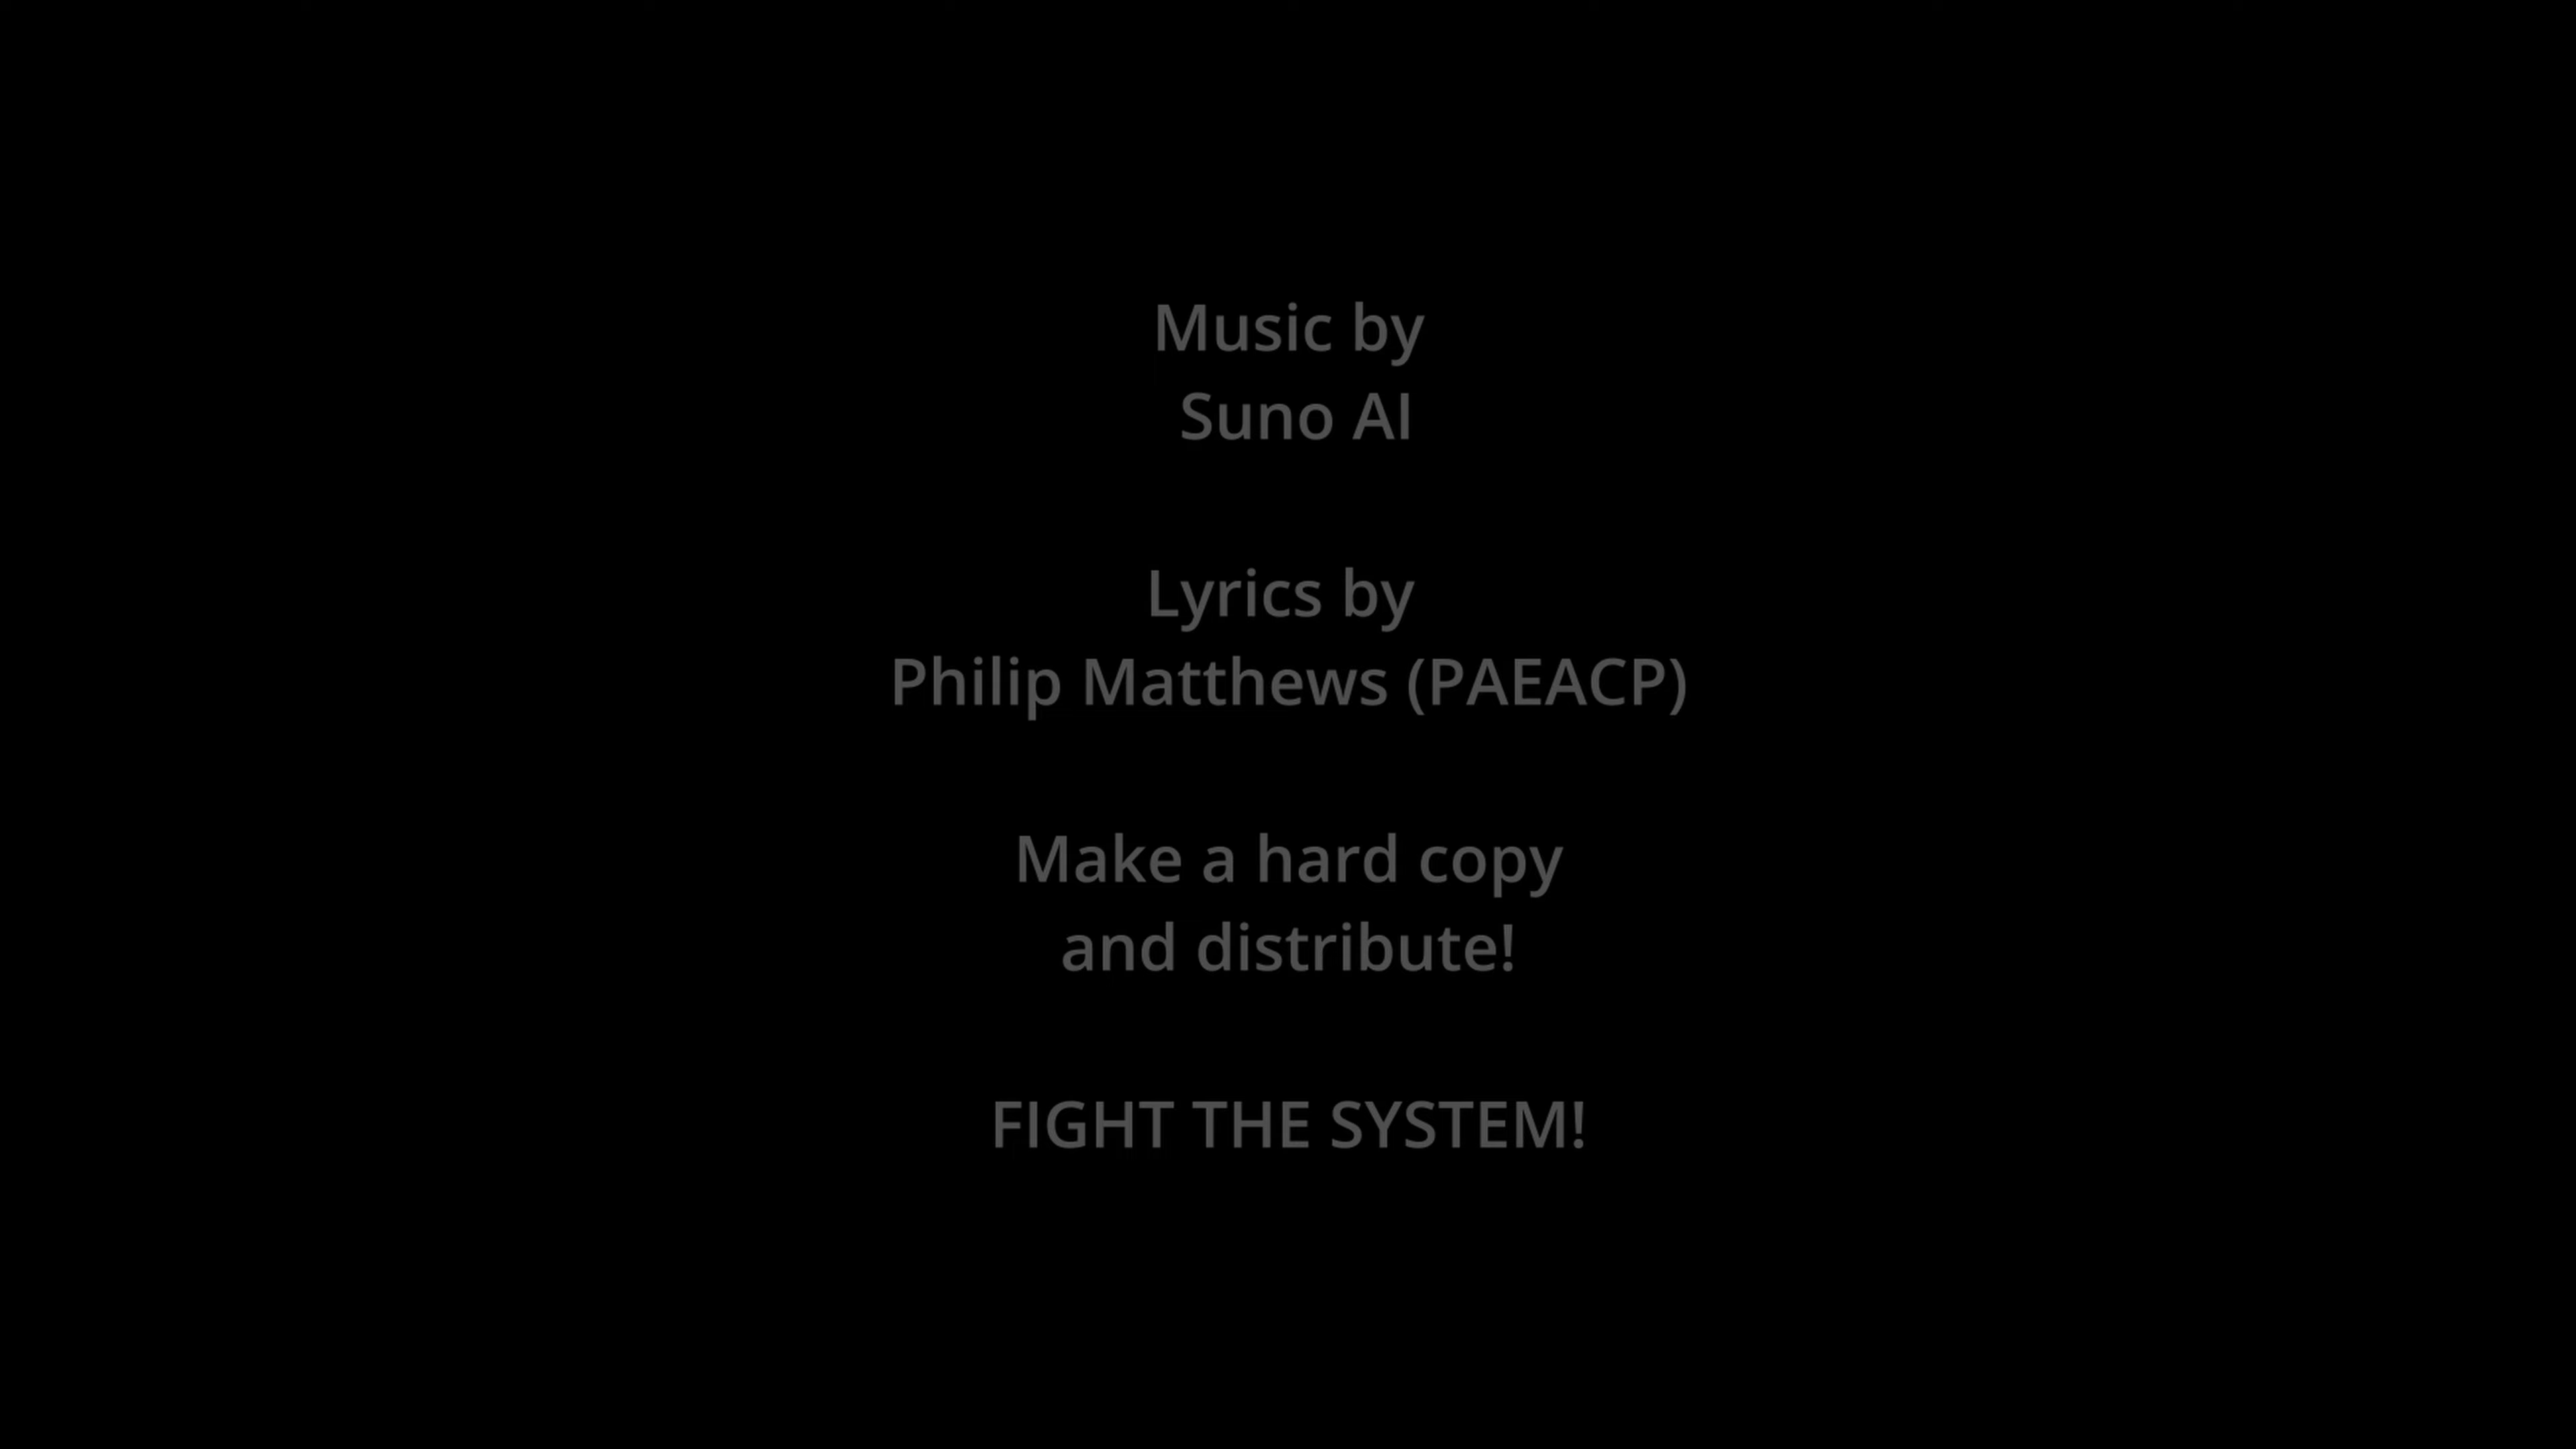 Music by
Suno AI
Lyrics by
Philip Matthews (PAEACP)
Make a hard copy
and distribute!
FIGHT THE SYSTEM!